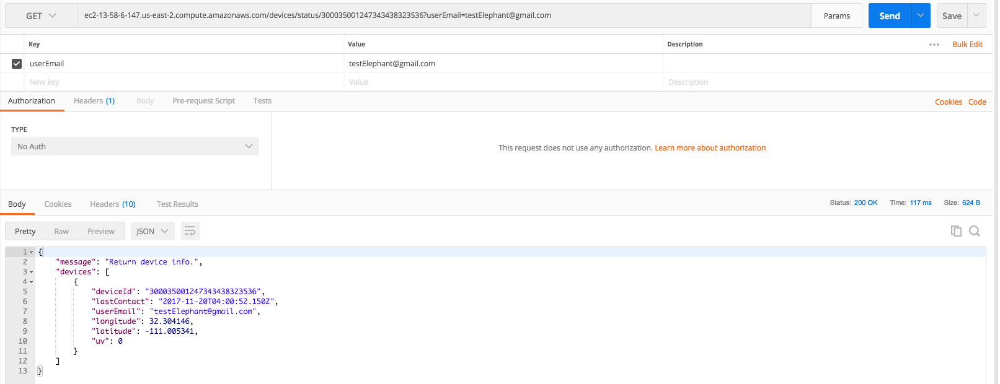 GET ec2-13-58-6-147.us-east-2.compute.amazonaws.com/devices/status/300035001247343438323536?userEmail=testElephant@gmail.com Params Send Save
Key Value Description Bulk Edit
userEmail testElephant@gmail.com
New key Value Description
Authorization Headers (1) Body Pre-request Script Tests Cookies Code
TYPE
No Auth
This request does not use any authorization. Learn more about authorization
Body Cookies Headers (10) Test Results Status: 200 OK Time: 117 ms Size: 624 B
Pretty Raw Preview JSON
1 {
2 "message": "Return device info.",
3 "devices": [
4 {
5 "deviceId": "300035001247343438323536",
6 "lastContact": "2017-11-20T04:00:52.150Z",
7 "userEmail": "testElephant@gmail.com",
8 "longitude": 32.304146,
9 "latitude": -111.005341,
10 "uv": 0
11 }
12 ]
13 }